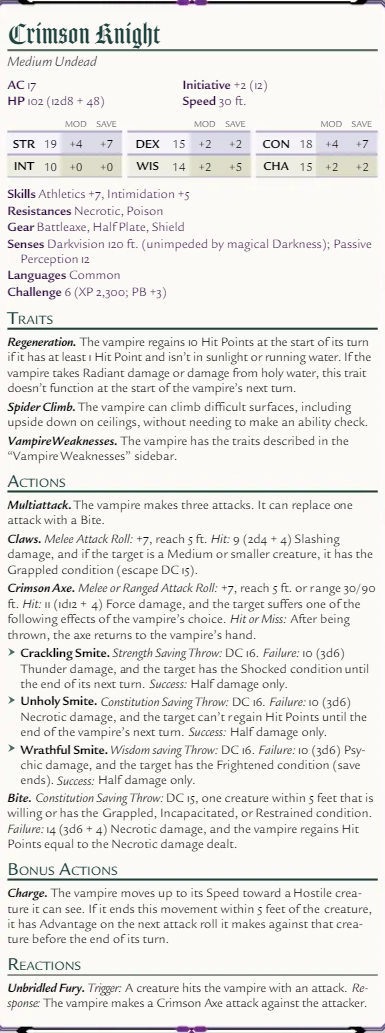 Crimson Knight
Medium Undead
AC 17 Initiative +2 (12)
HP 102 (12d8 + 48) Speed 30 ft.
MOD SAVE MOD SAVE MOD SAVE
STR 19 +4 +7 DEX 15 +2 +2 CON 18 +4 +7
INT 10 +0 +0 WIS 14 +2 +5 CHA 15 +2 +2
Skills Athletics +7, Intimidation +5
Resistances Necrotic, Poison
Gear Battleaxe, Half Plate, Shield
Senses Darkvision 120 ft. (unimpeded by magical Darkness); Passive
Perception 12
Languages Common
Challenge 6 (XP 2,300; PB +3)
Traits
Regeneration. The vampire regains 10 Hit Points at the start of its turn
if it has at least 1 Hit Point and isn't in sunlight or running water. If the
vampire takes Radiant damage or damage from holy water, this trait
doesn't function at the start of the vampire's next turn.
Spider Climb. The vampire can climb difficult surfaces, including
upside down on ceilings, without needing to make an ability check.
Vampire Weaknesses. The vampire has the traits described in the
"Vampire Weaknesses" sidebar.
Actions
Multiattack. The vampire makes three attacks. It can replace one
attack with a Bite.
Claws. Melee Attack Roll: +7, reach 5 ft. Hit: 9 (2d4 + 4) Slashing
damage, and if the target is a Medium or smaller creature, it has the
Grappled condition (escape DC 15).
Crimson Axe. Melee or Ranged Attack Roll: +7, reach 5 ft. or range 30/90
ft. Hit: 11 (1d12 + 4) Force damage, and the target suffers one of the
following effects of the vampire's choice. Hit or Miss: After being
thrown, the axe returns to the vampire's hand.
➤ Crackling Smite. Strength Saving Throw: DC 16. Failure: 10 (3d6)
Thunder damage, and the target has the Shocked condition until
the end of its next turn. Success: Half damage only.
➤ Unholy Smite. Constitution Saving Throw: DC 16. Failure: 10 (3d6)
Necrotic damage, and the target can't regain Hit Points until the
end of the vampire's next turn. Success: Half damage only.
➤ Wrathful Smite. Wisdom saving Throw: DC 16. Failure: 10 (3d6) Psy-
chic damage, and the target has the Frightened condition (save
ends). Success: Half damage only.
Bite. Constitution Saving Throw: DC 15, one creature within 5 feet that is
willing or has the Grappled, Incapacitated, or Restrained condition.
Failure: 14 (3d6 + 4) Necrotic damage, and the vampire regains Hit
Points equal to the Necrotic damage dealt.
Bonus Actions
Charge. The vampire moves up to its Speed toward a Hostile crea-
ture it can see. If it ends this movement within 5 feet of the creature,
it has Advantage on the next attack roll it makes against that crea-
ture before the end of its turn.
Reactions
Unbridled Fury. Trigger: A creature hits the vampire with an attack. Re-
sponse: The vampire makes a Crimson Axe attack against the attacker.